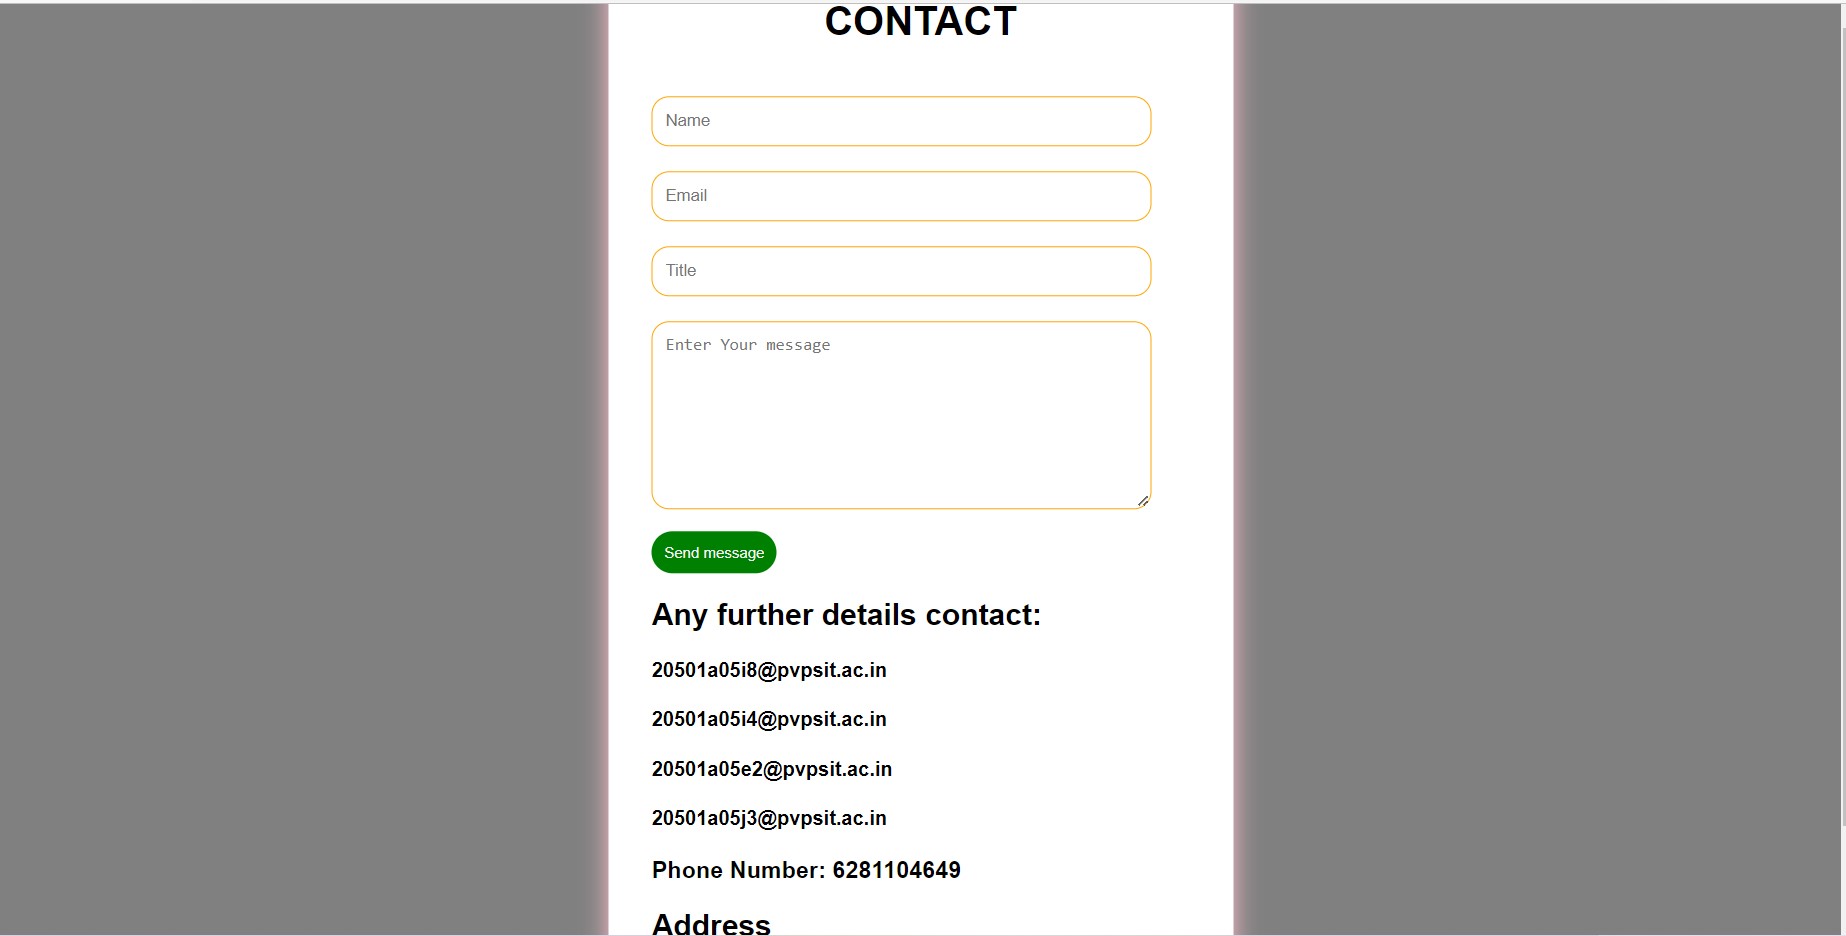 CONTACT
Name
Email
Title
Enter Your message
Send message
Any further details contact:
20501a05i8@pvpsit.ac.in
20501a05i4@pvpsit.ac.in
20501a05e2@pvpsit.ac.in
20501a05j3@pvpsit.ac.in
Phone Number: 6281104649
Address